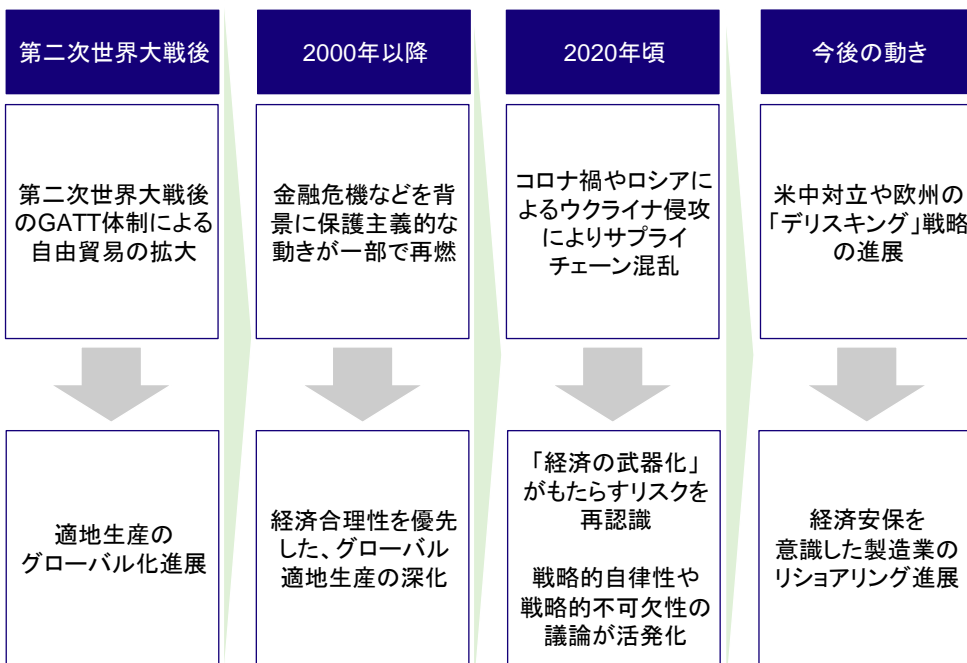 第二次世界大戦後
2000年以降
2020年頃
今後の動き
第二次世界大戦後
のGATT体制による
自由貿易の拡大
金融危機などを背
景に保護主義的な
動きが一部で再燃
コロナ禍やロシアに
よるウクライナ侵攻
によりサプライ
チェーン混乱
米中対立や欧州の
「デリスキング」戦略
の進展
適地生産の
グローバル化進展
経済合理性を優先
した、グローバル
適地生産の深化
「経済の武器化」
がもたらすリスクを
再認識
戦略的自律性や
戦略的不可欠性の
議論が活発化
経済安保を
意識した製造業の
リショアリング進展